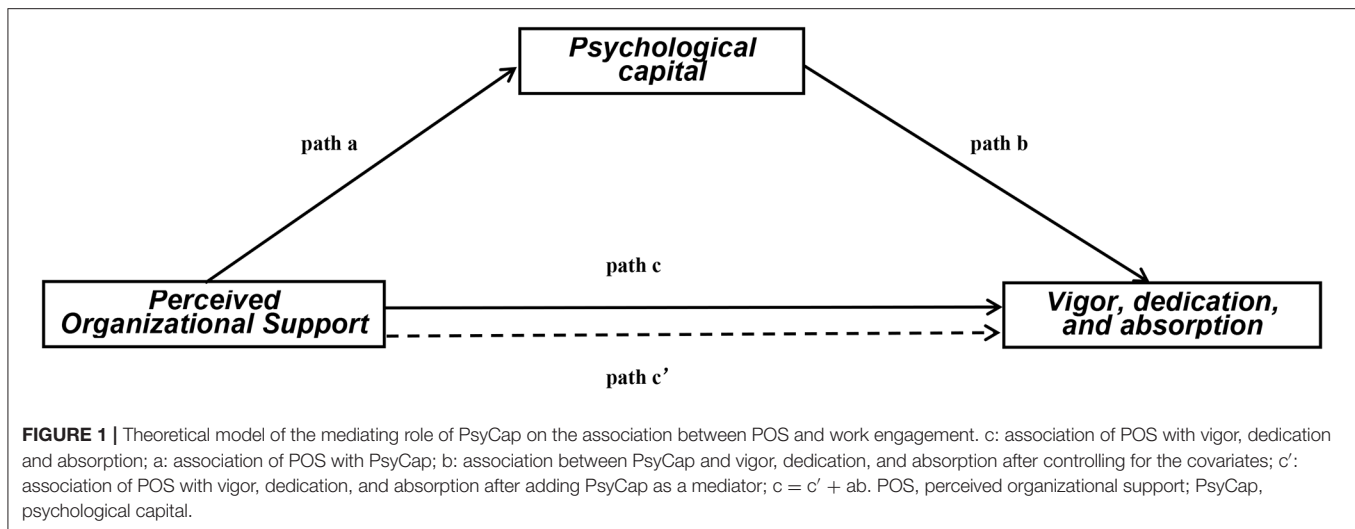 Psychological
capital
path a
path b
path c
Perceived
Organizational Support
Vigor, dedication,
and absorption
path c′
FIGURE 1 | Theoretical model of the mediating role of PsyCap on the association between POS and work engagement. c: association of POS with vigor, dedication
and absorption; a: association of POS with PsyCap; b: association between PsyCap and vigor, dedication, and absorption after controlling for the covariates; c′:
association of POS with vigor, dedication, and absorption after adding PsyCap as a mediator; c = c′ + ab. POS, perceived organizational support; PsyCap,
psychological capital.